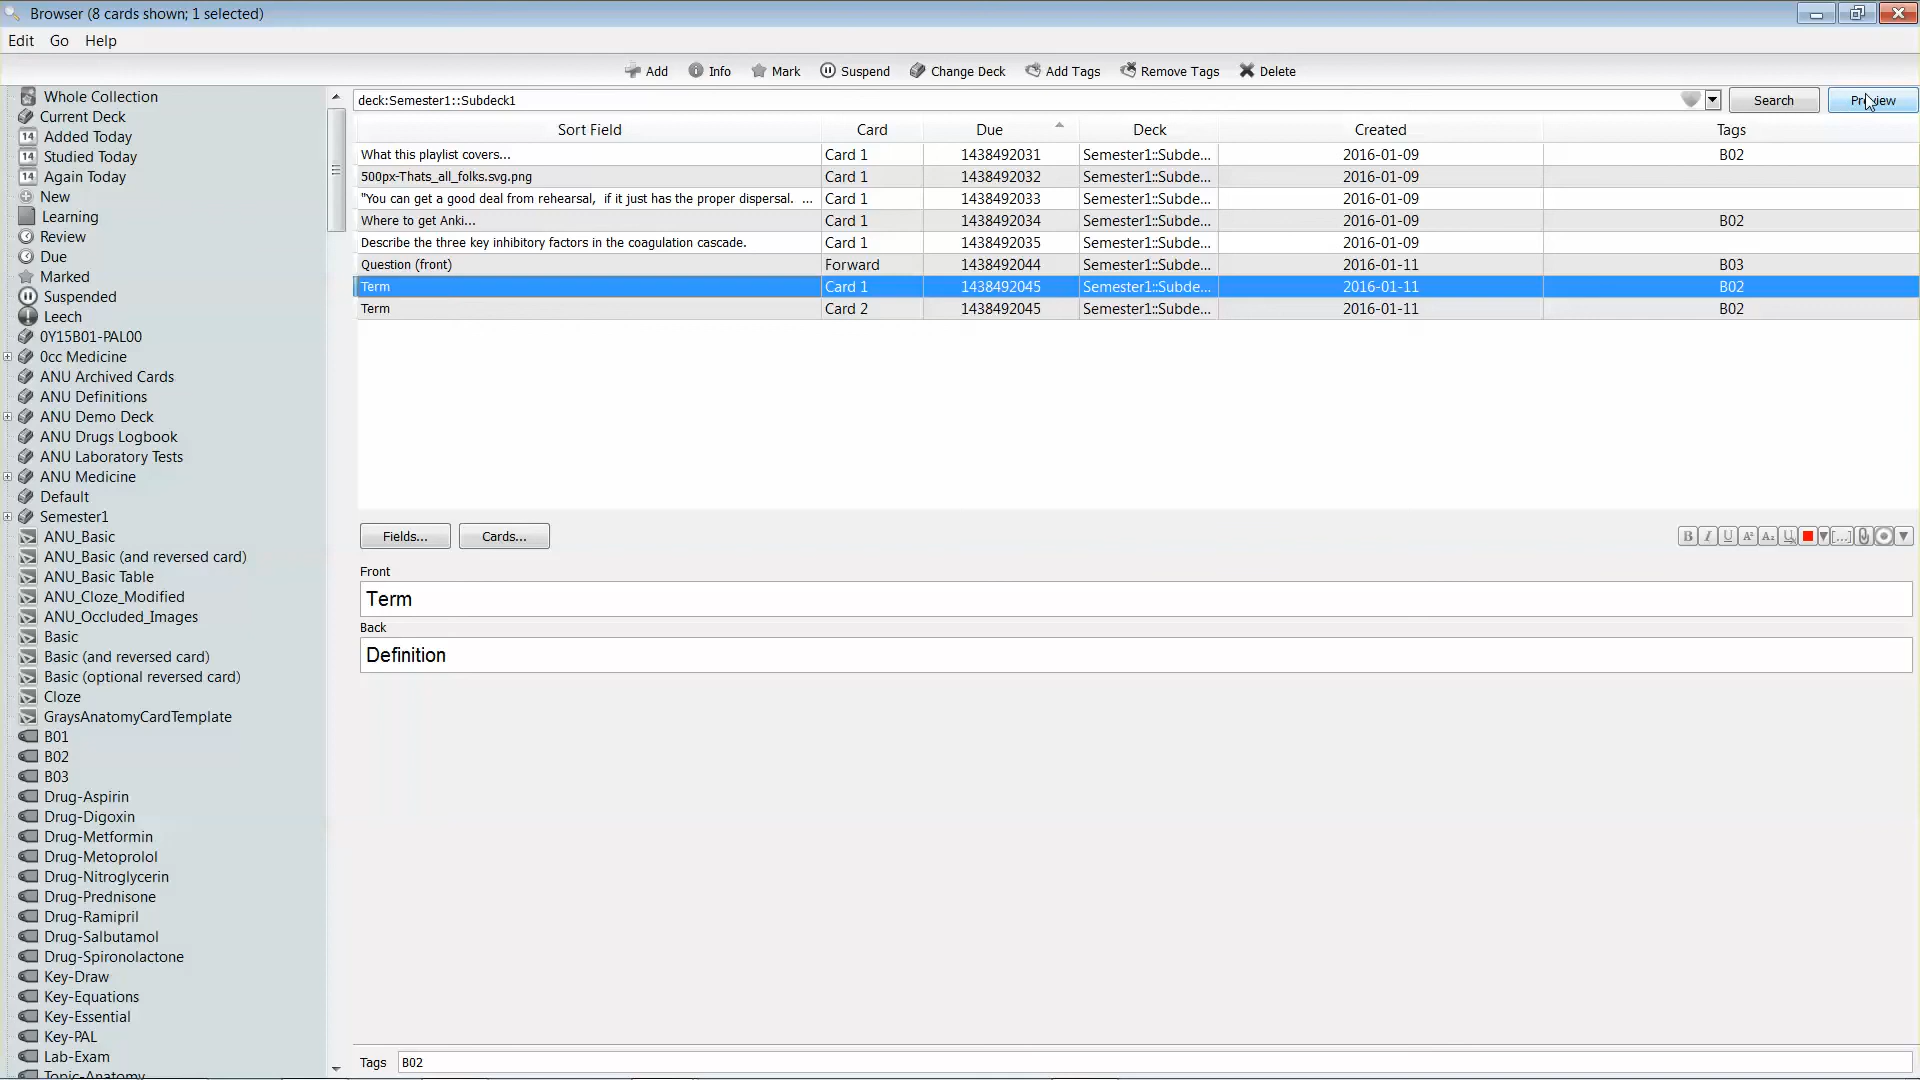 Browser (8 cards shown; 1 selected)
Edit Go Help
Add Info Mark Suspend Change Deck Add Tags Remove Tags Delete
Whole Collection
Current Deck
Added Today
Studied Today
Again Today
New
Learning
Review
Due
Marked
Suspended
Leech
0Y15B01-PAL00
0cc Medicine
ANU Archived Cards
ANU Definitions
ANU Demo Deck
ANU Drugs Logbook
ANU Laboratory Tests
ANU Medicine
Default
Semester1
ANU_Basic
ANU_Basic (and reversed card)
ANU_Basic Table
ANU_Cloze_Modified
ANU_Occluded_Images
Basic
Basic (and reversed card)
Basic (optional reversed card)
Cloze
GraysAnatomyCardTemplate
B01
B02
B03
Drug-Aspirin
Drug-Digoxin
Drug-Metformin
Drug-Metoprolol
Drug-Nitroglycerin
Drug-Prednisone
Drug-Ramipril
Drug-Salbutamol
Drug-Spironolactone
Key-Draw
Key-Equations
Key-Essential
Key-PAL
Lab-Exam
Topic-Anatomy
deck:Semester1::Subdeck1 Search Preview
Sort Field Card Due Deck Created Tags
What this playlist covers... Card 1 1438492031 Semester1::Subde... 2016-01-09 B02
500px-Thats_all_folks.svg.png Card 1 1438492032 Semester1::Subde... 2016-01-09
"You can get a good deal from rehearsal, if it just has the proper dispersal. ... Card 1 1438492033 Semester1::Subde... 2016-01-09
Where to get Anki... Card 1 1438492034 Semester1::Subde... 2016-01-09 B02
Describe the three key inhibitory factors in the coagulation cascade. Card 1 1438492035 Semester1::Subde... 2016-01-09
Question (front) Forward 1438492044 Semester1::Subde... 2016-01-11 B03
Term Card 1 1438492045 Semester1::Subde... 2016-01-11 B02
Term Card 2 1438492045 Semester1::Subde... 2016-01-11 B02
Fields... Cards... B I U A² A₂ U [...]
Front
Term
Back
Definition
Tags B02